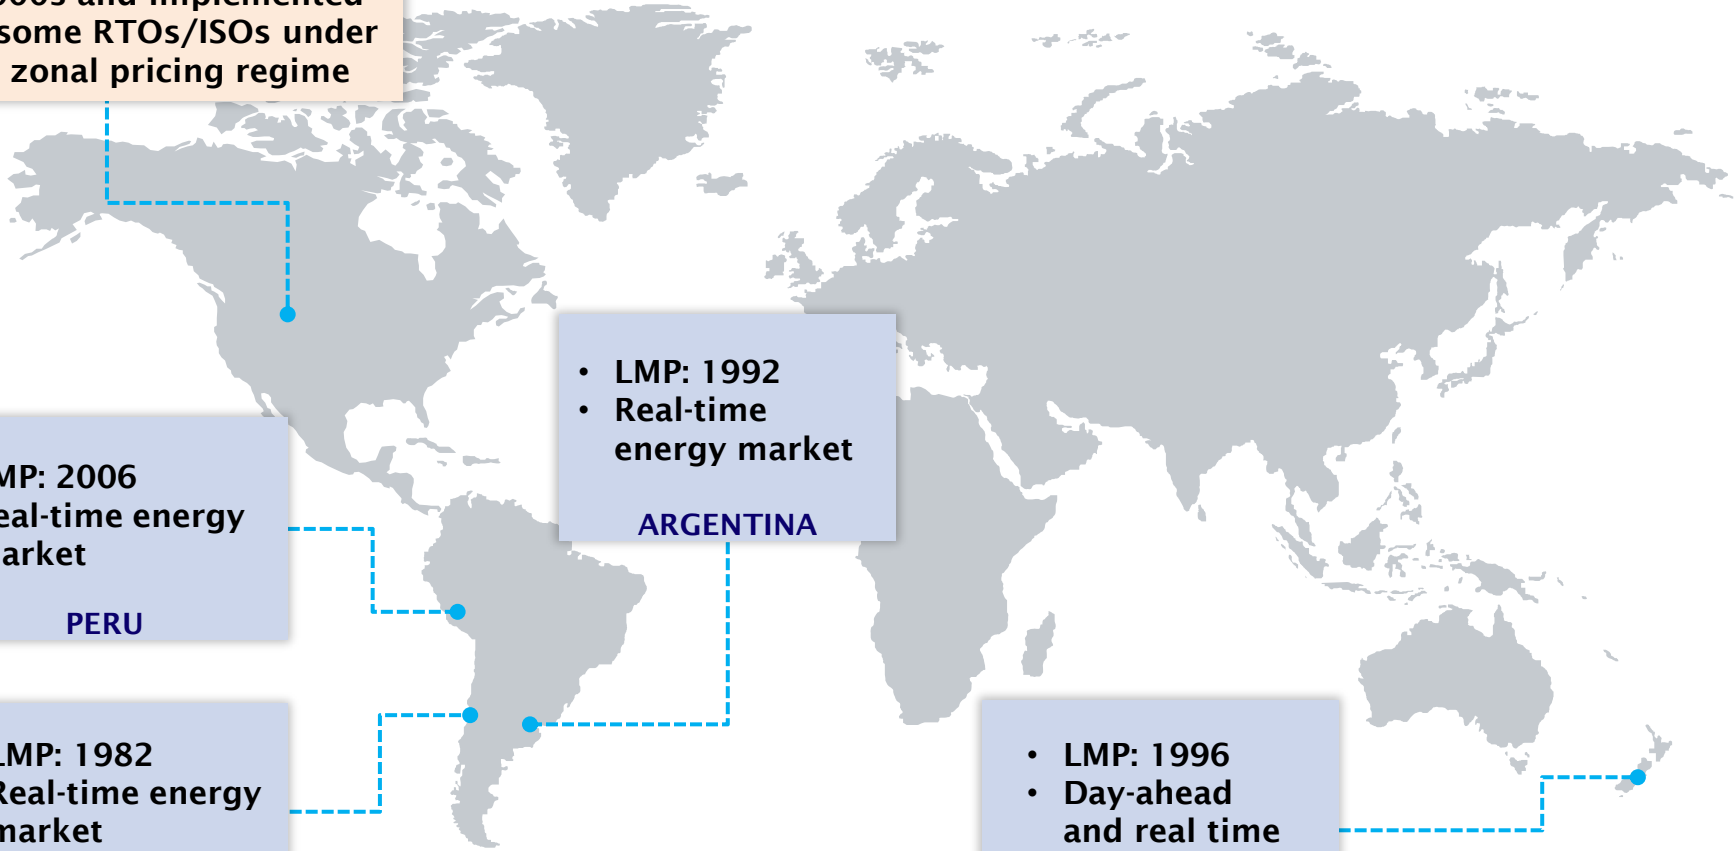 some RTOs/ISOs under
zonal pricing regime
• LMP: 1992
• Real-time
energy market
ARGENTINA
MP: 2006
eal-time energy
arket
PERU
LMP: 1982
Real-time energy
market
• LMP: 1996
• Day-ahead
and real time